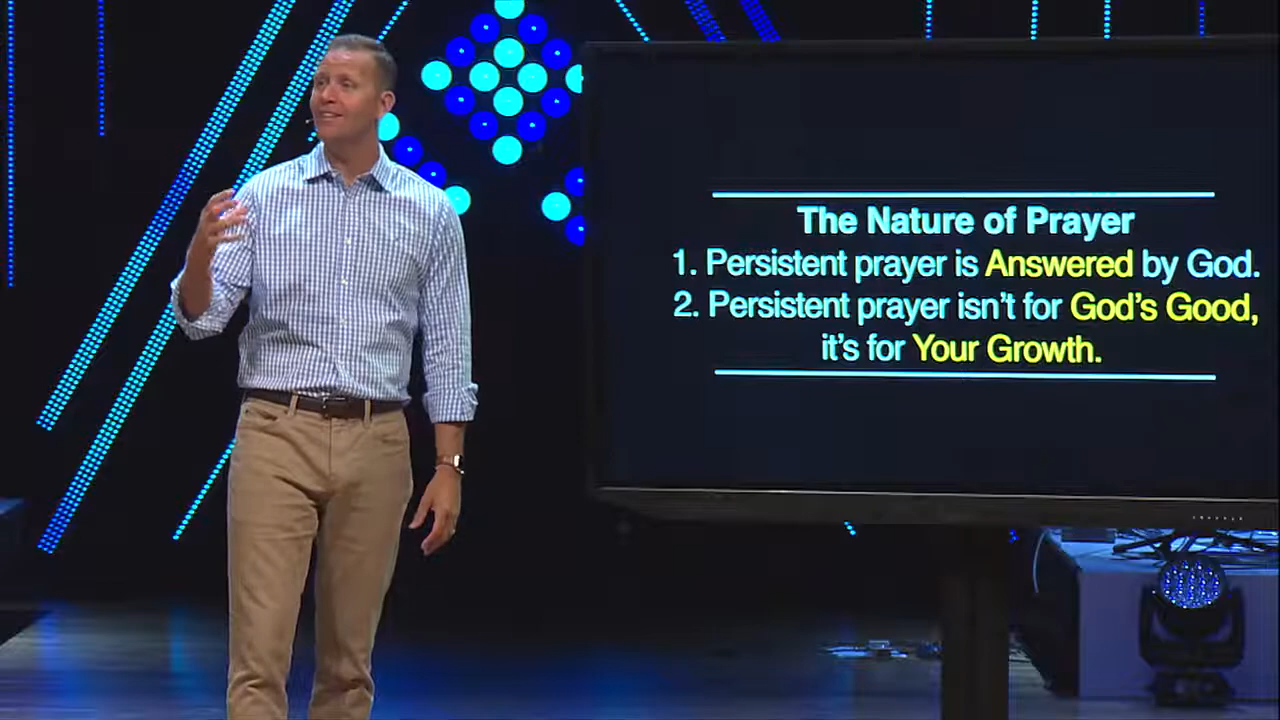 The Nature of Prayer
1. Persistent prayer is Answered by God.
2. Persistent prayer isn't for God's Good,
it's for Your Growth.